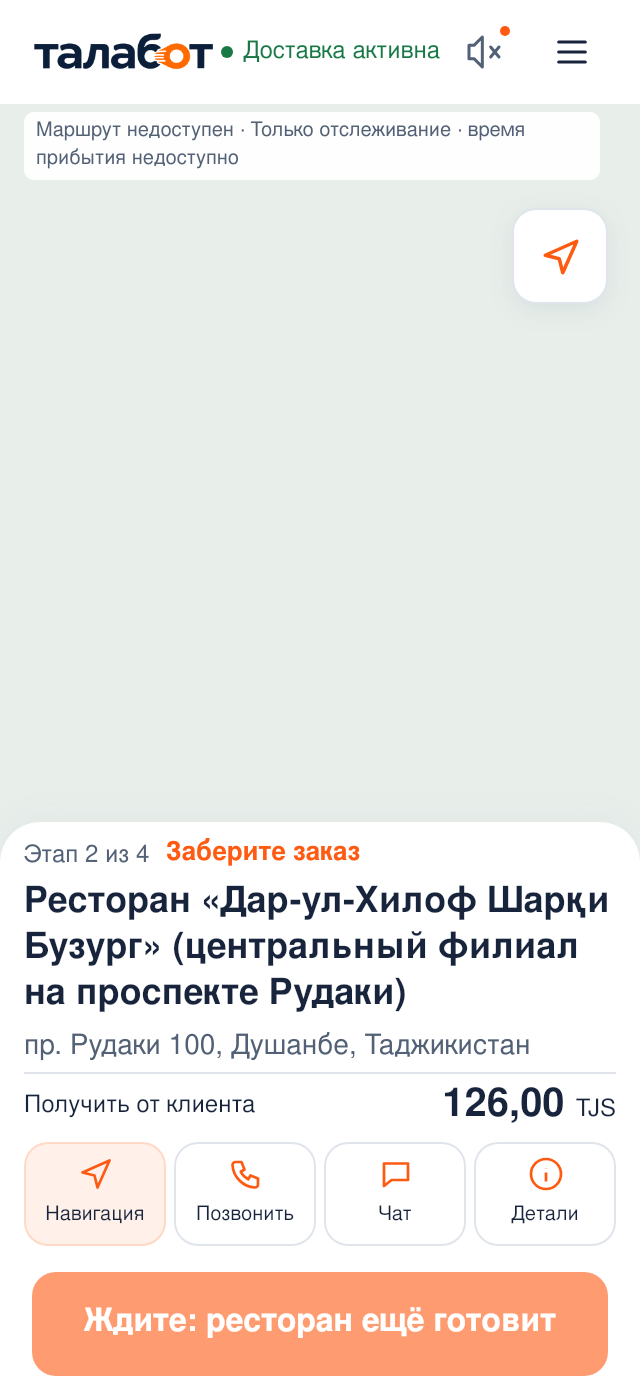 талабот
Доставка активна
Маршрут недоступен · Только отслеживание · время
прибытия недоступно
Этап 2 из 4 Заберите заказ
Ресторан «Дар-ул-Хилоф Шарқи
Бузург» (центральный филиал
на проспекте Рудаки)
пр. Рудаки 100, Душанбе, Таджикистан
Получить от клиента 126,00 TJS
Навигация Позвонить Чат Детали
Ждите: ресторан ещё готовит